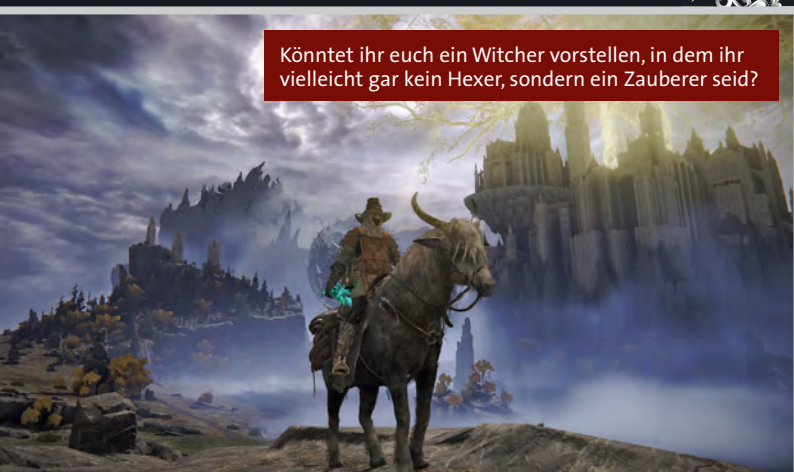 Könntet ihr euch ein Witcher vorstellen, in dem ihr
vielleicht gar kein Hexer, sondern ein Zauberer seid?